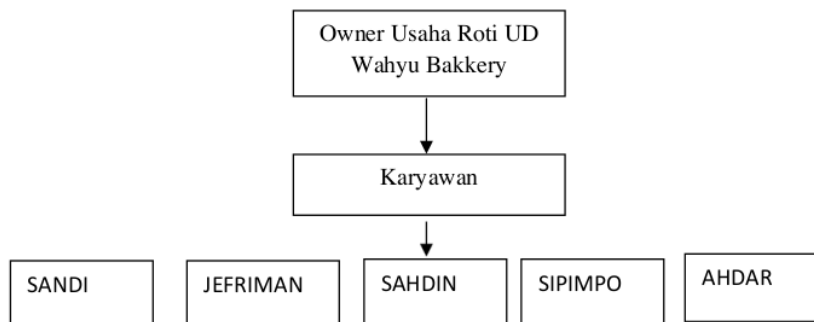 Owner Usaha Roti UD
Wahyu Bakkery
Karyawan
SANDI
JEFRIMAN
SAHDIN
SIPIMPO
AHDAR